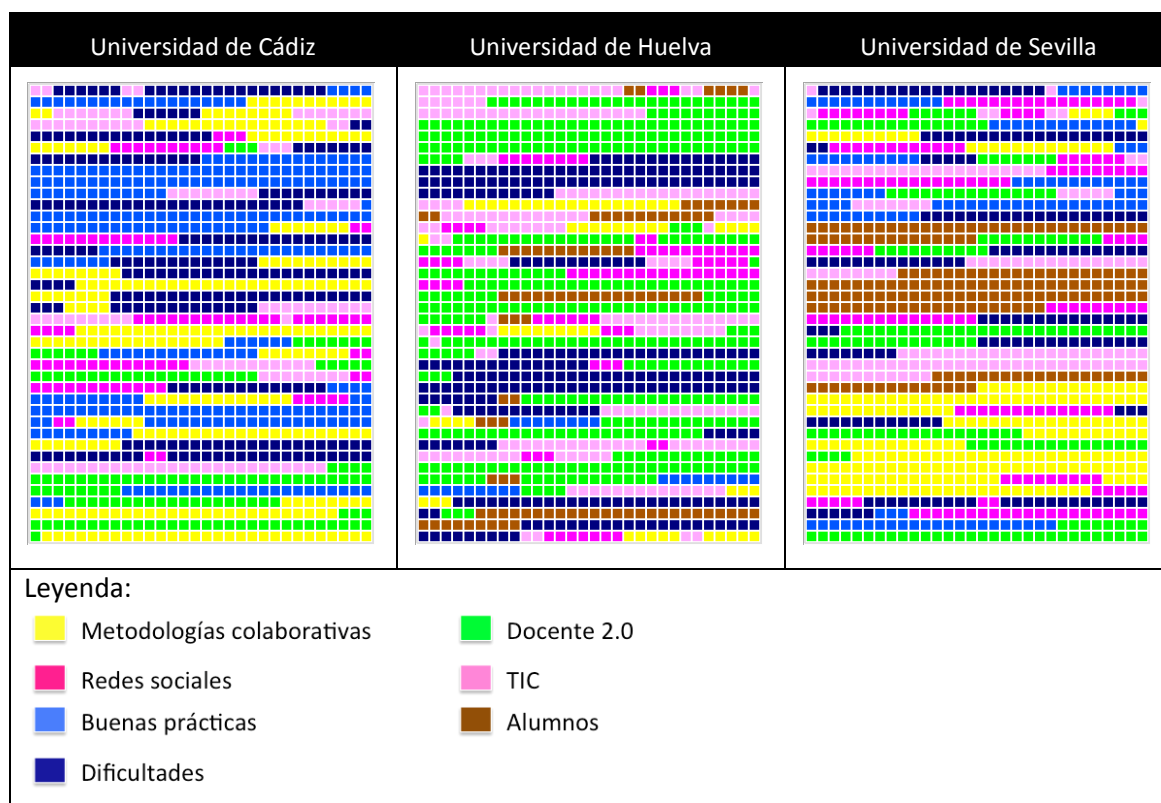 Universidad de Cádiz
Universidad de Huelva
Universidad de Sevilla
Leyenda:
Metodologías colaborativas
Docente 2.0
Redes sociales
TIC
Buenas prácticas
Alumnos
Dificultades